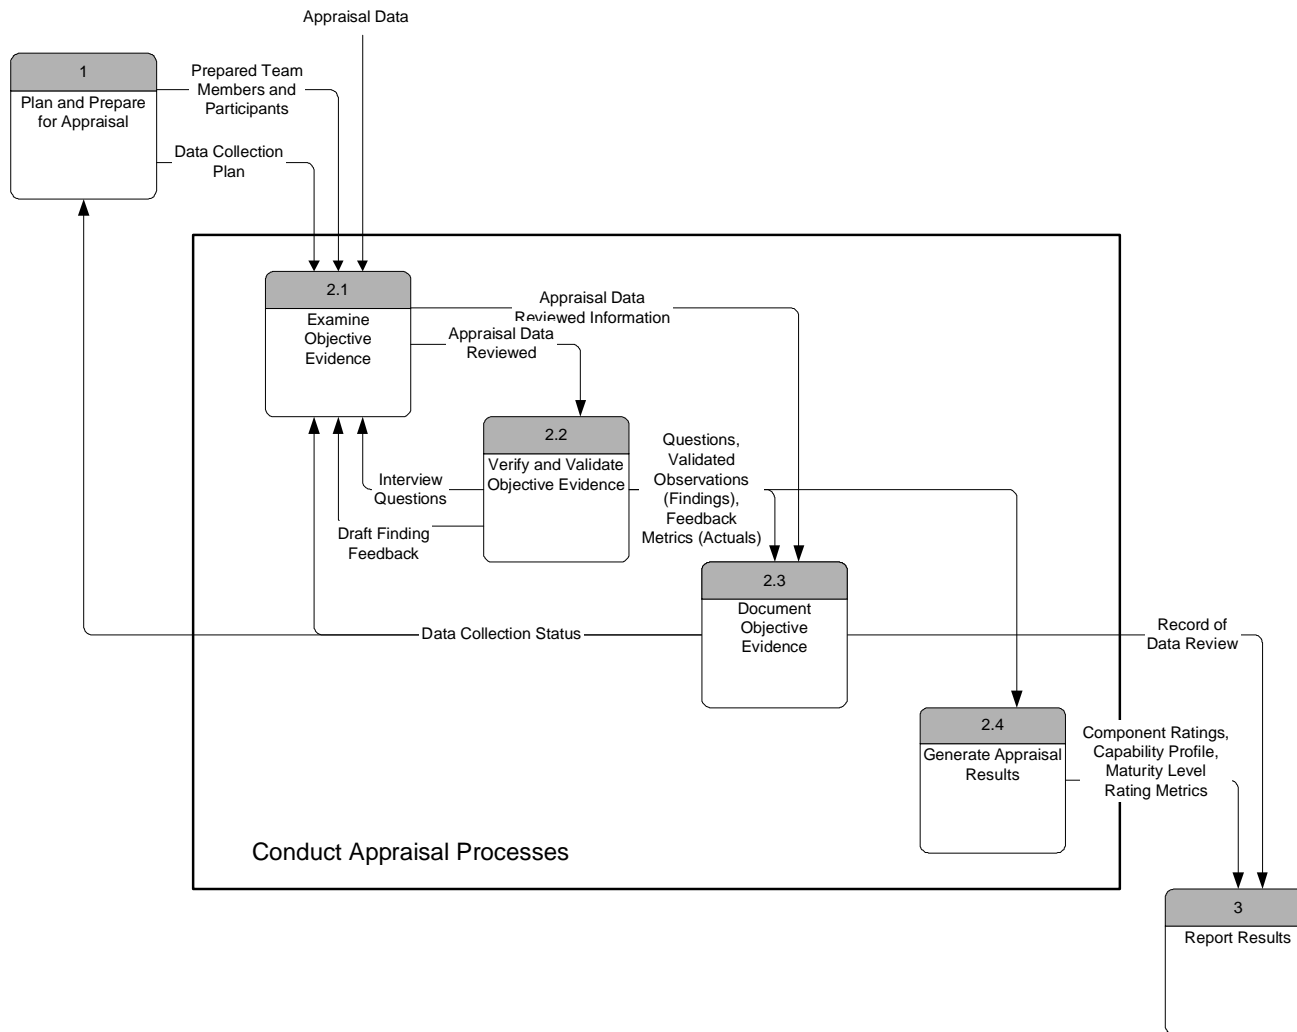 Appraisal Data
1
Plan and Prepare
for Appraisal
Prepared Team
Members and
Participants
Data Collection
Plan
2.1
Examine
Objective
Evidence
Appraisal Data
Reviewed Information
Appraisal Data
Reviewed
2.2
Verify and Validate
Objective Evidence
Interview
Questions
Draft Finding
Feedback
Questions,
Validated
Observations
(Findings),
Feedback
Metrics (Actuals)
2.3
Document
Objective
Evidence
Data Collection Status
Record of
Data Review
2.4
Generate Appraisal
Results
Component Ratings,
Capability Profile,
Maturity Level
Rating Metrics
Conduct Appraisal Processes
3
Report Results